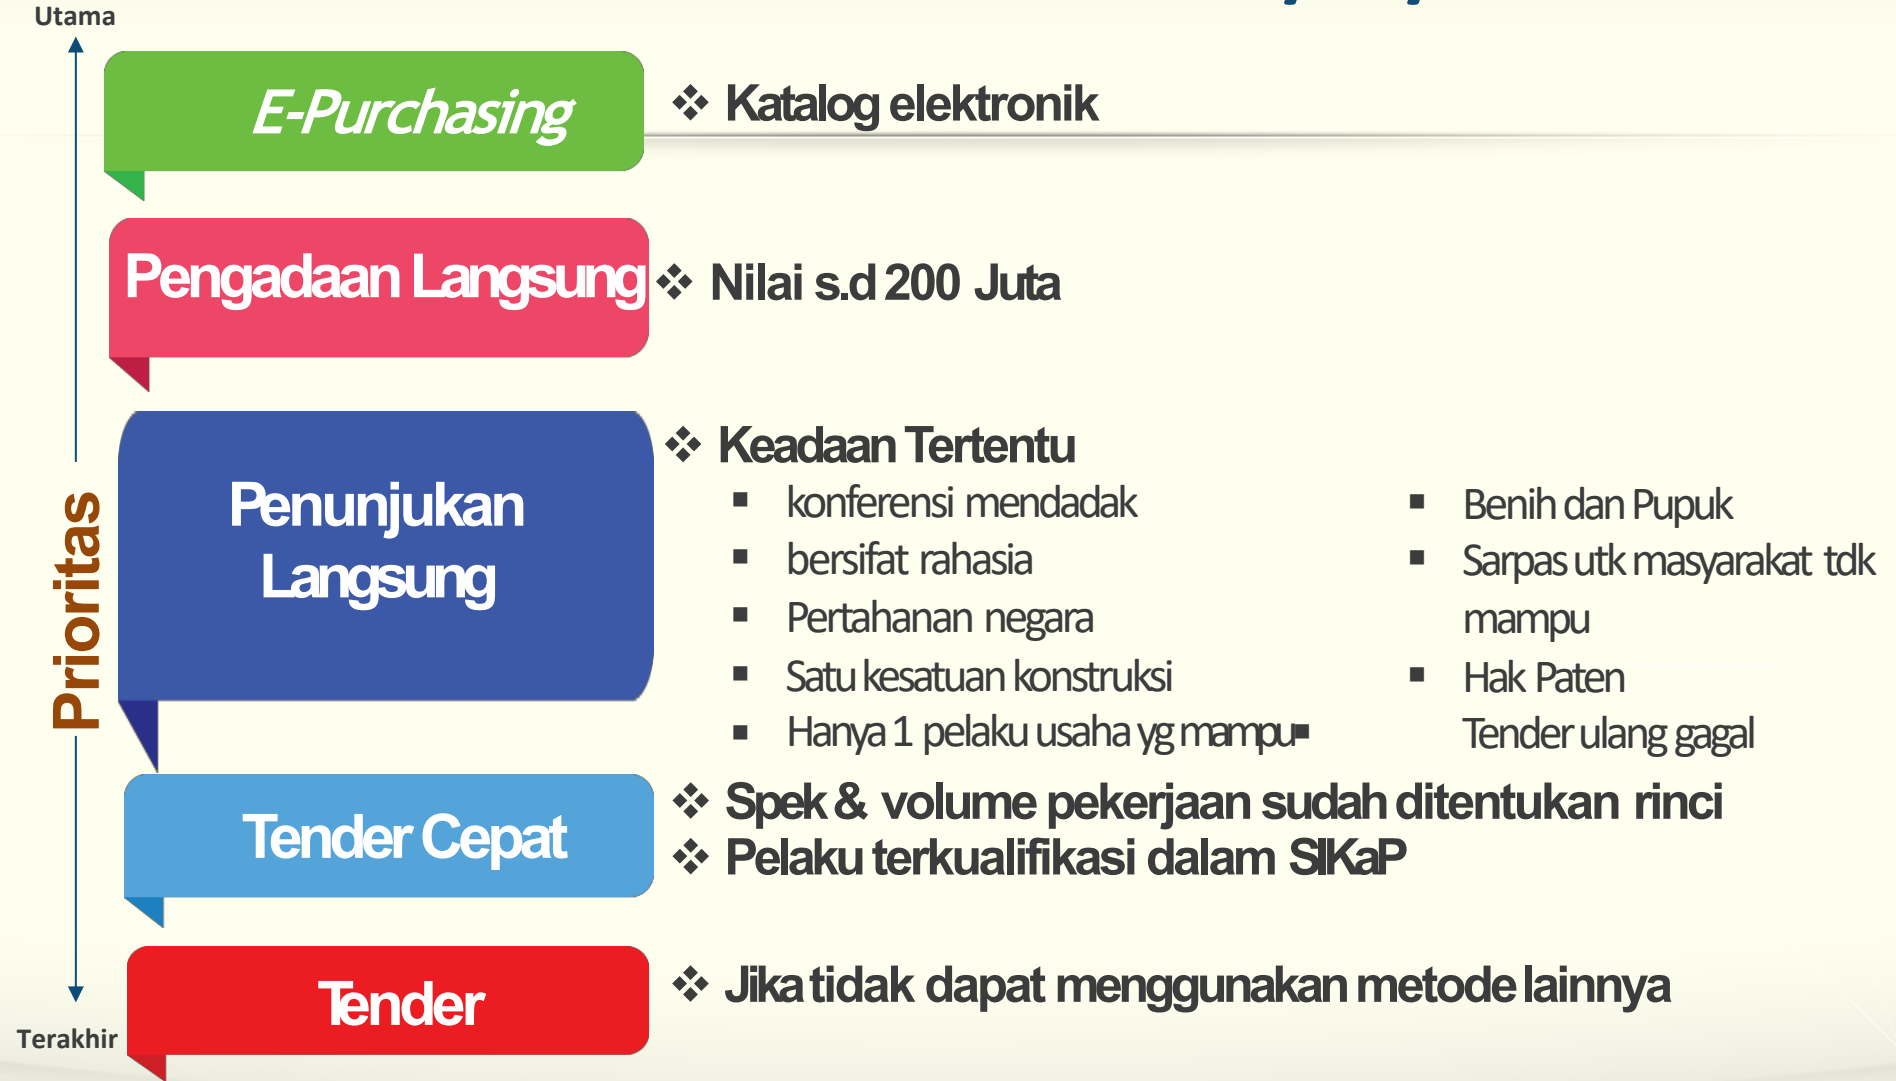 Utama
E-Purchasing
❖ Katalog elektronik
Pengadaan Langsung
❖ Nilai s.d 200 Juta
Prioritas
Penunjukan
Langsung
❖ Keadaan Tertentu
▪ konferensi mendadak
▪ bersifat rahasia
▪ Pertahanan negara
▪ Satu kesatuan konstruksi
▪ Hanya 1 pelaku usaha yg mampu
▪ Benih dan Pupuk
▪ Sarpas utk masyarakat tdk
mampu
▪ Hak Paten
▪ Tender ulang gagal
Tender Cepat
❖ Spek & volume pekerjaan sudah ditentukan rinci
❖ Pelaku terkualifikasi dalam SIKaP
Tender
❖ Jika tidak dapat menggunakan metode lainnya
Terakhir